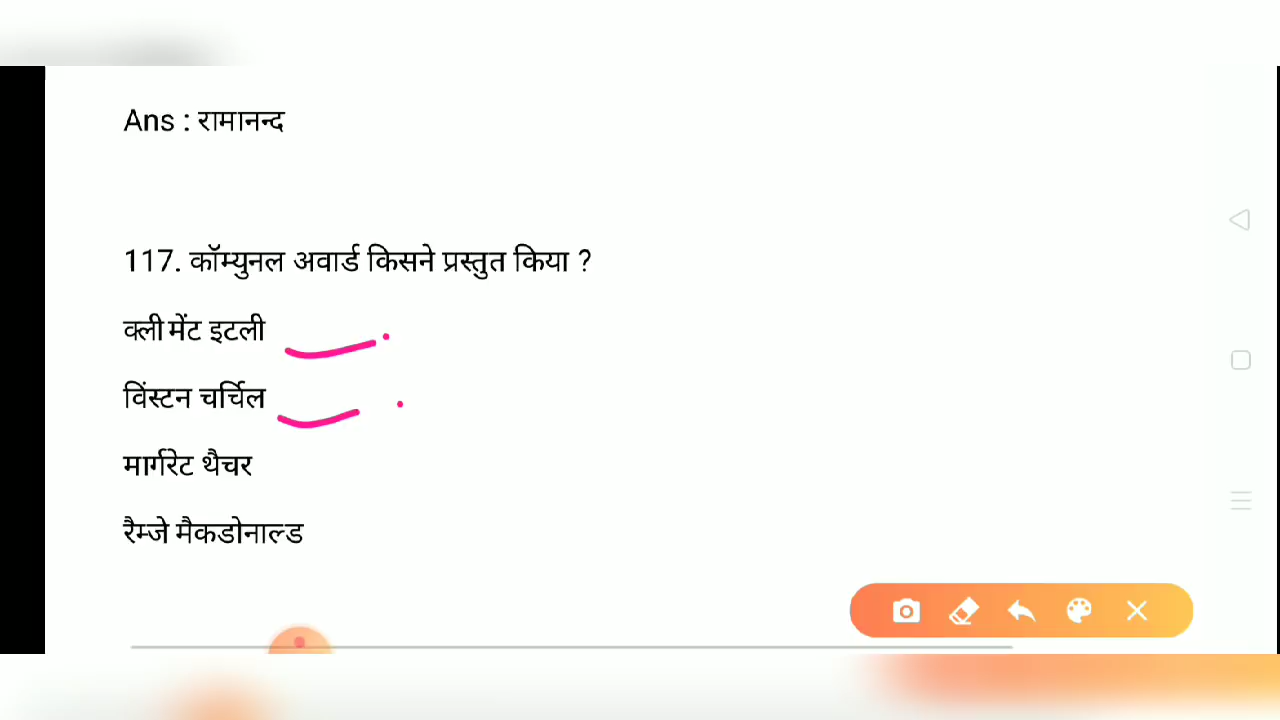 Ans : रामानन्द
117. कॉम्युनल अवार्ड किसने प्रस्तुत किया ?
क्लीमेंट इटली
विंस्टन चर्चिल
मार्गरेट थैचर
रैम्जे मैकडोनाल्ड